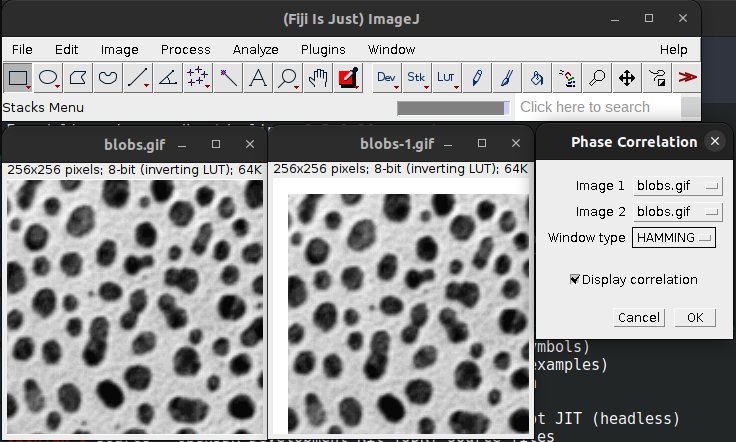 (Fiji Is Just) ImageJ
File Edit Image Process Analyze Plugins Window Help
Dev Stk LUT
Stacks Menu
Click here to search
blobs.gif
256x256 pixels; 8-bit (inverting LUT); 64K
blobs-1.gif
256x256 pixels; 8-bit (inverting LUT); 64K
Phase Correlation
Image 1 blobs.gif
Image 2 blobs.gif
Window type HAMMING
Display correlation
Cancel OK
ymbols)
examples)
ot JIT (headless)